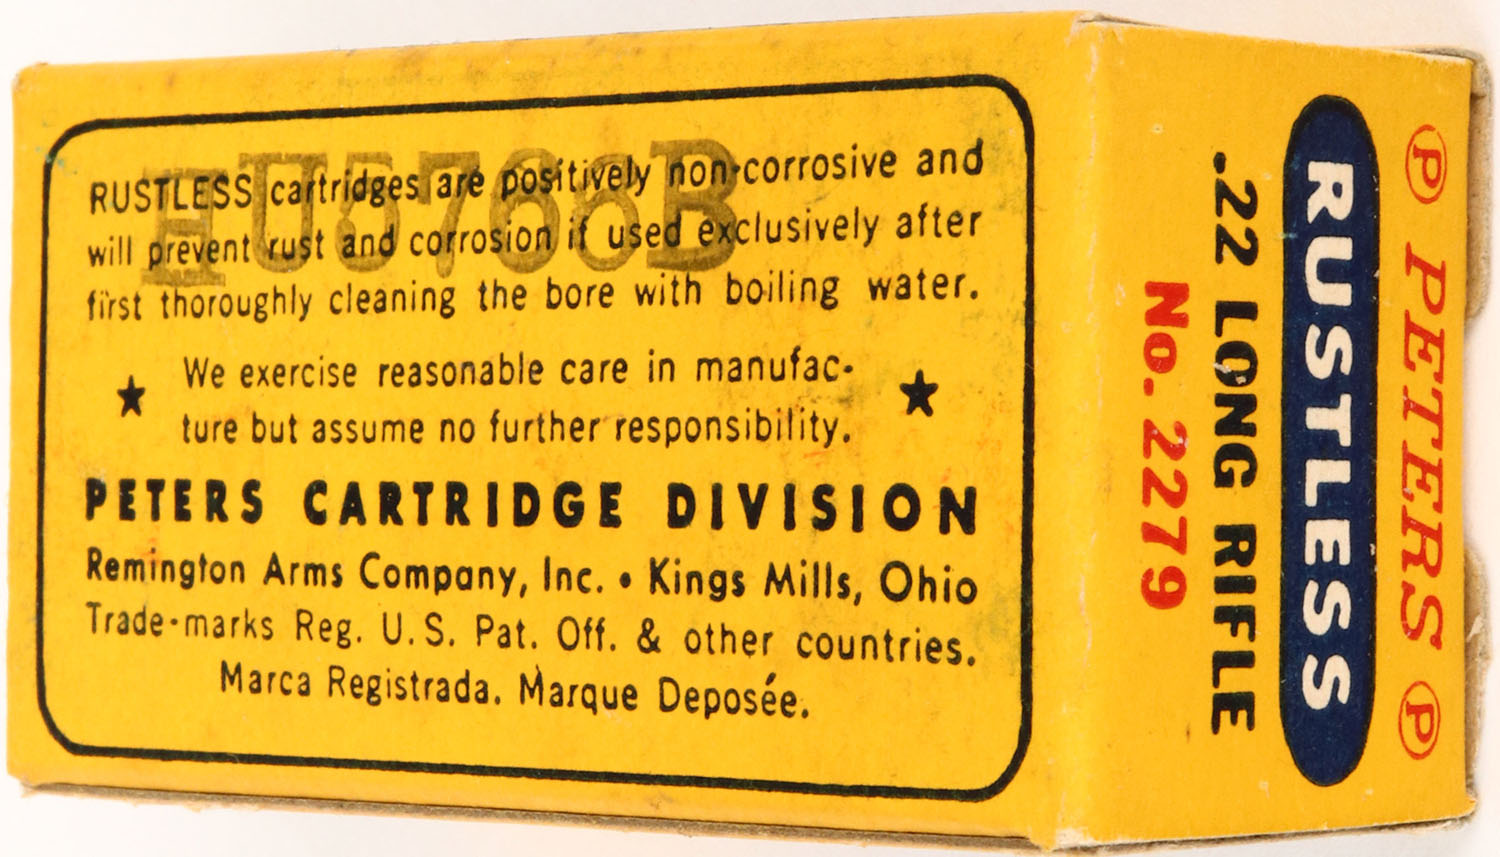 HU5766B
RUSTLESS cartridges are positively non-corrosive and
will prevent rust and corrosion if used exclusively after
first thoroughly cleaning the bore with boiling water.
★ We exercise reasonable care in manufac- ★
ture but assume no further responsibility.
PETERS CARTRIDGE DIVISION
Remington Arms Company, Inc. • Kings Mills, Ohio
Trade-marks Reg. U.S. Pat. Off. & other countries.
Marca Registrada. Marque Deposée.
Ⓟ PETERS Ⓟ
RUSTLESS
.22 LONG RIFLE
No. 2279